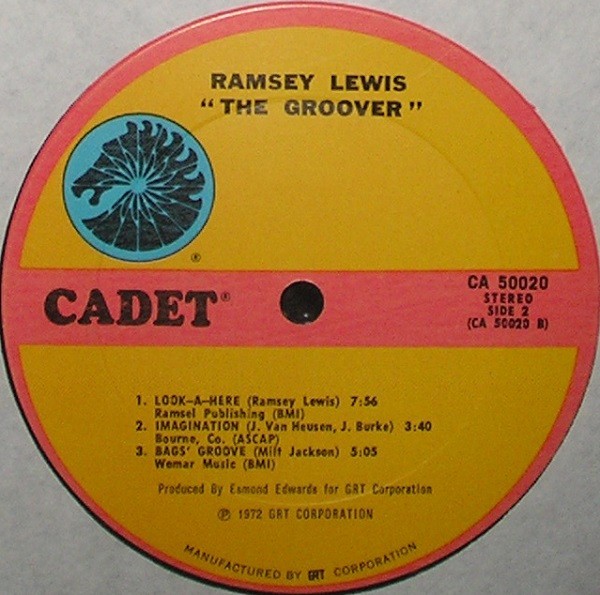 RAMSEY LEWIS
"THE GROOVER"
®
CADET®
CA 50020
STEREO
SIDE 2
(CA 50020 B)
1. LOOK—A—HERE (Ramsey Lewis) 7:56
Ramsel Publishing (BMI)
2. IMAGINATION (J. Van Heusen, J. Burke) 3:40
Bourne, Co. (ASCAP)
3. BAGS' GROOVE (Milt Jackson) 5:05
Wemar Music (BMI)
Produced By Esmond Edwards for GRT Corporation
℗ 1972 GRT CORPORATION
MANUFACTURED BY GRT CORPORATION